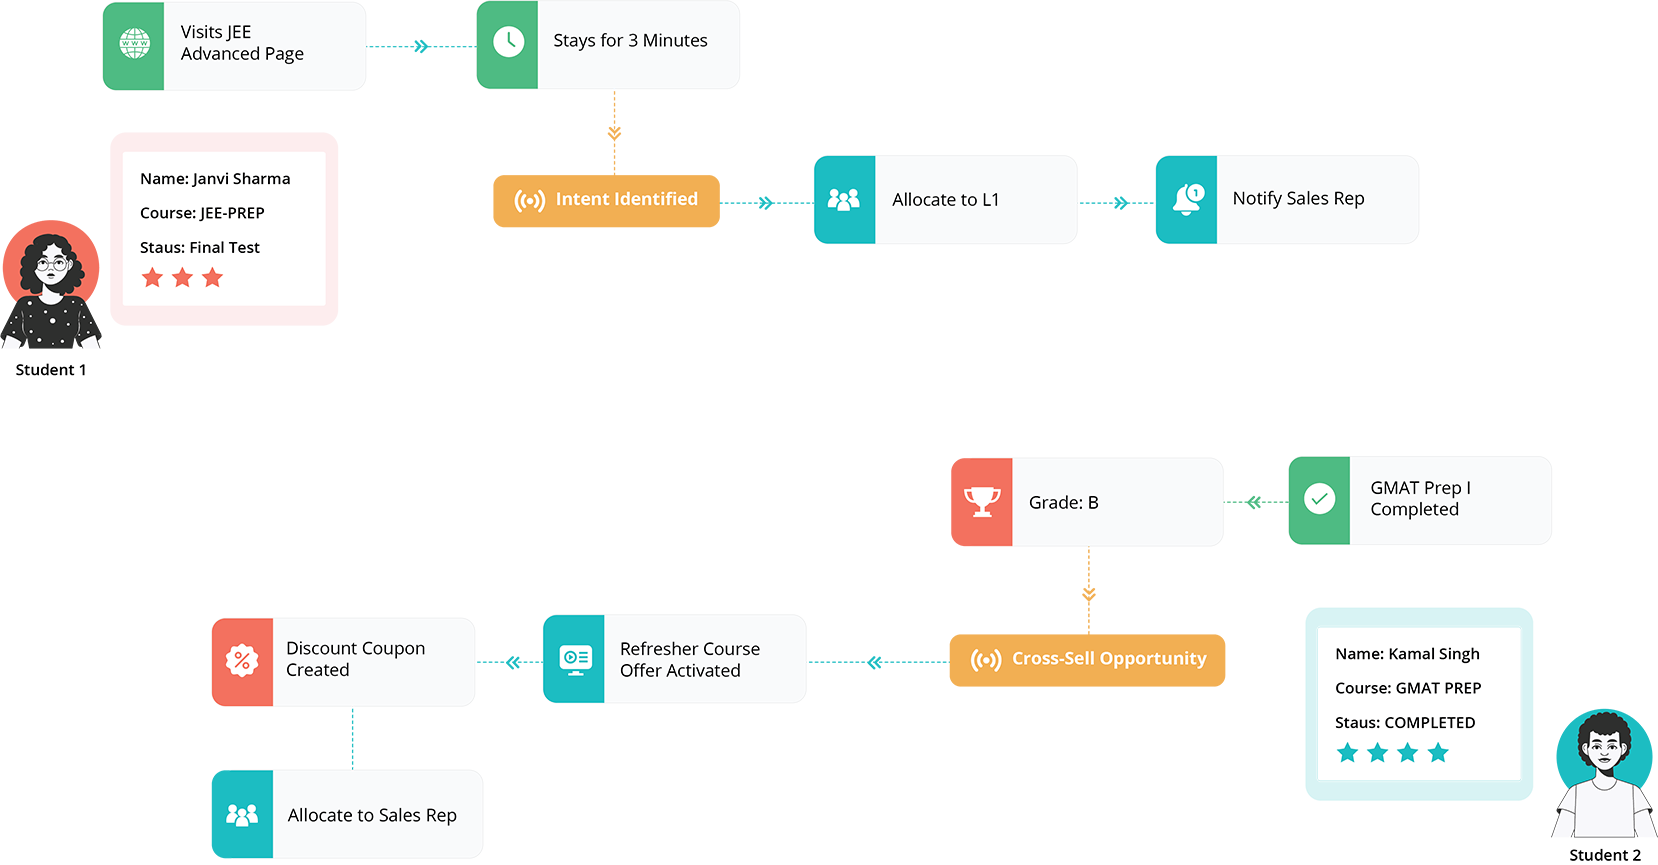 Visits JEE
Advanced Page
WWW
Stays for 3 Minutes
Intent Identified
Allocate to L1
1
Notify Sales Rep
Name: Janvi Sharma
Course: JEE-PREP
Staus: Final Test
Student 1
GMAT Prep I
Completed
Grade: B
Cross-Sell Opportunity
Refresher Course
Offer Activated
Discount Coupon
Created
%
Allocate to Sales Rep
Name: Kamal Singh
Course: GMAT PREP
Staus: COMPLETED
Student 2